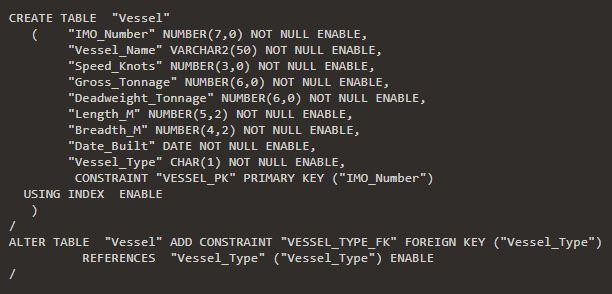 CREATE TABLE  "Vessel"
   (    "IMO_Number" NUMBER(7,0) NOT NULL ENABLE,
        "Vessel_Name" VARCHAR2(50) NOT NULL ENABLE,
        "Speed_Knots" NUMBER(3,0) NOT NULL ENABLE,
        "Gross_Tonnage" NUMBER(6,0) NOT NULL ENABLE,
        "Deadweight_Tonnage" NUMBER(6,0) NOT NULL ENABLE,
        "Length_M" NUMBER(5,2) NOT NULL ENABLE,
        "Breadth_M" NUMBER(4,2) NOT NULL ENABLE,
        "Date_Built" DATE NOT NULL ENABLE,
        "Vessel_Type" CHAR(1) NOT NULL ENABLE,
         CONSTRAINT "VESSEL_PK" PRIMARY KEY ("IMO_Number")
  USING INDEX  ENABLE
   )
/
ALTER TABLE  "Vessel" ADD CONSTRAINT "VESSEL_TYPE_FK" FOREIGN KEY ("Vessel_Type")
          REFERENCES  "Vessel_Type" ("Vessel_Type") ENABLE
/